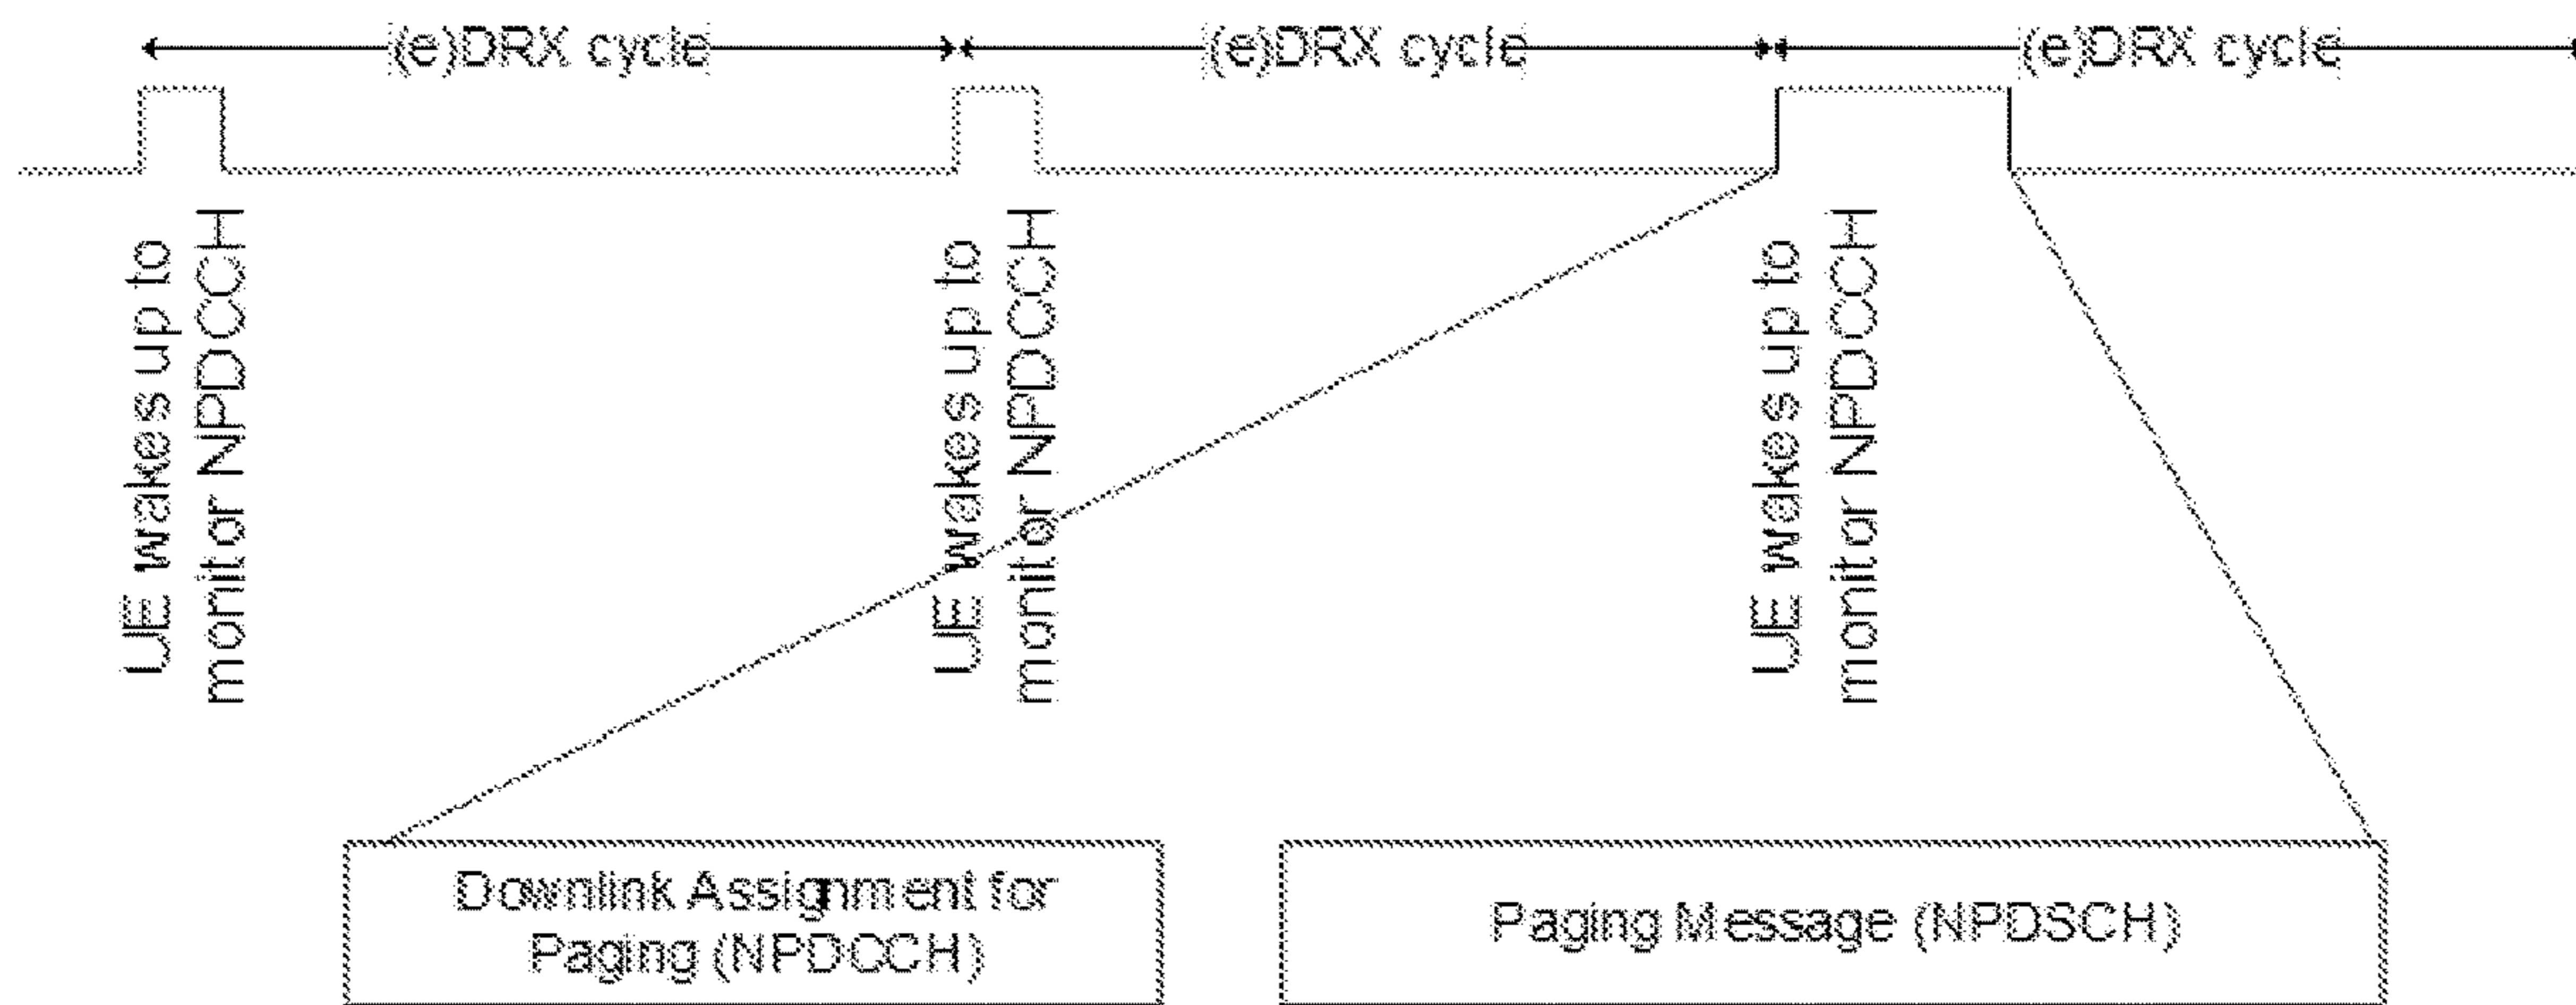 (e)DRX cycle
(e)DRX cycle
(e)DRX cycle
UE wakes up to
monitor NPDCCH
UE wakes up to
monitor NPDCCH
UE wakes up to
monitor NPDCCH
Downlink Assignment for
Paging (NPDCCH)
Paging Message (NPDSCH)